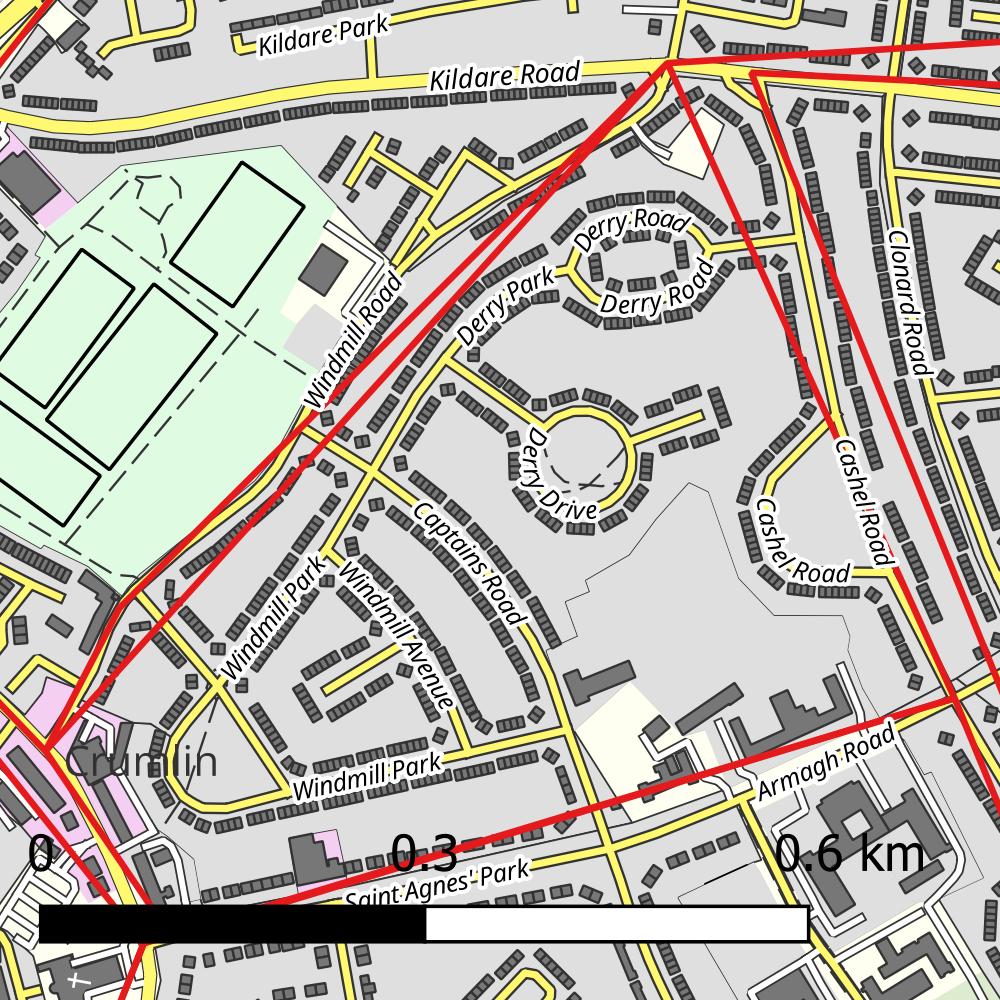 Kildare Park
Kildare Road
Derry Road
Derry Road
Derry Park
Clonard Road
Windmill Road
Derry Drive
Cashel Road
Cashel Road
Captains Road
Windmill Park
Windmill Avenue
Crumlin
Windmill Park
Armagh Road
0 0.3 0.6 km
Saint Agnes' Park